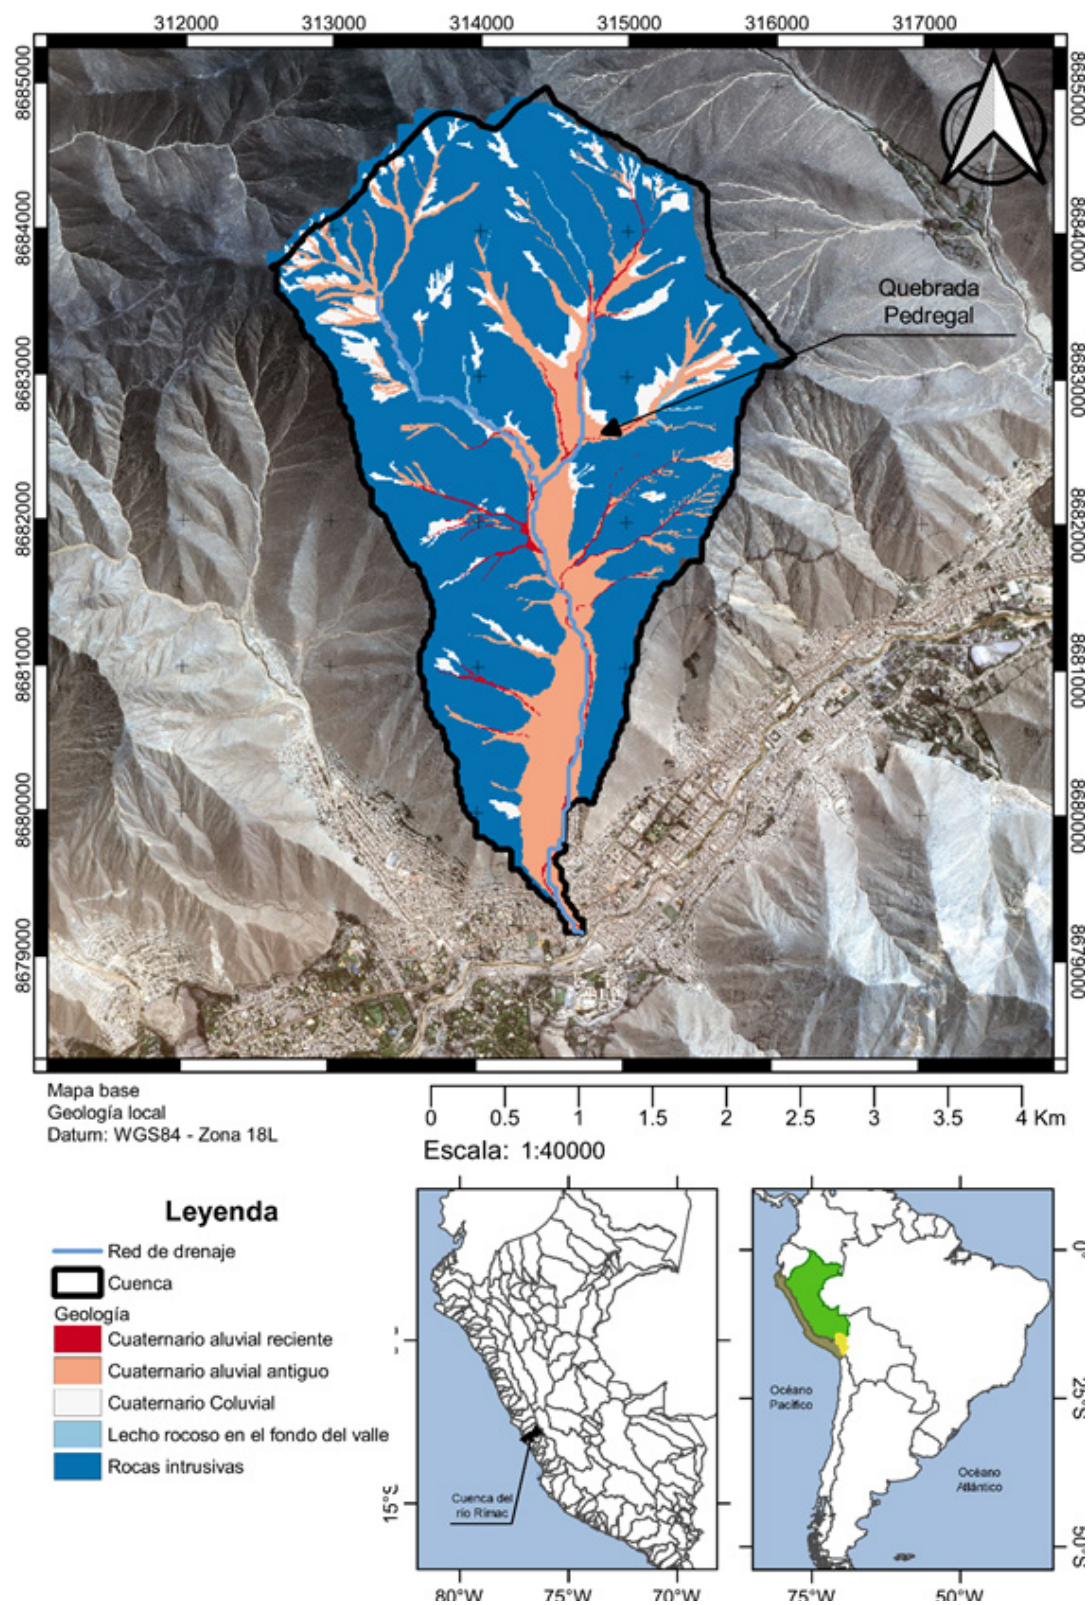 312000 313000 314000 315000 316000 317000
8685000
8684000
8683000
8682000
8681000
8680000
8679000
8685000
8684000
8683000
8682000
8681000
8680000
8679000
Quebrada
Pedregal
Mapa base
Geología local
Datum: WGS84 - Zona 18L
0 0.5 1 1.5 2 2.5 3 3.5 4 Km
Escala: 1:40000
Leyenda
Red de drenaje
Cuenca
Geología
Cuaternario aluvial reciente
Cuaternario aluvial antiguo
Cuaternario Coluvial
Lecho rocoso en el fondo del valle
Rocas intrusivas
Cuenca del
río Rímac
15°S
80°W 75°W 70°W
Océano
Pacífico
Océano
Atlántico
0°
25°S
50°S
75°W 50°W